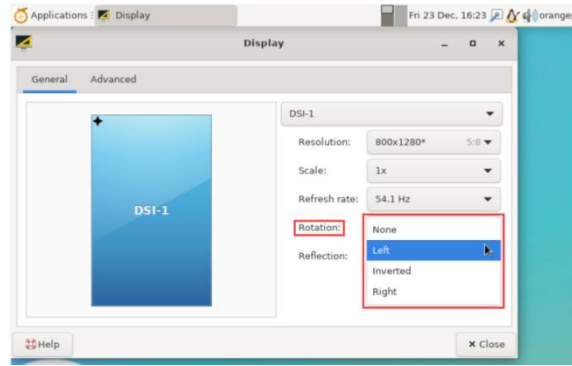 Applications : Display Fri 23 Dec, 16:23 orange
Display
General Advanced
DSI-1
Resolution: 800x1280* 5:8
Scale: 1x
Refresh rate: 54.1 Hz
DSI-1
Rotation: None
Left
Reflection:
Inverted
Right
Help Close